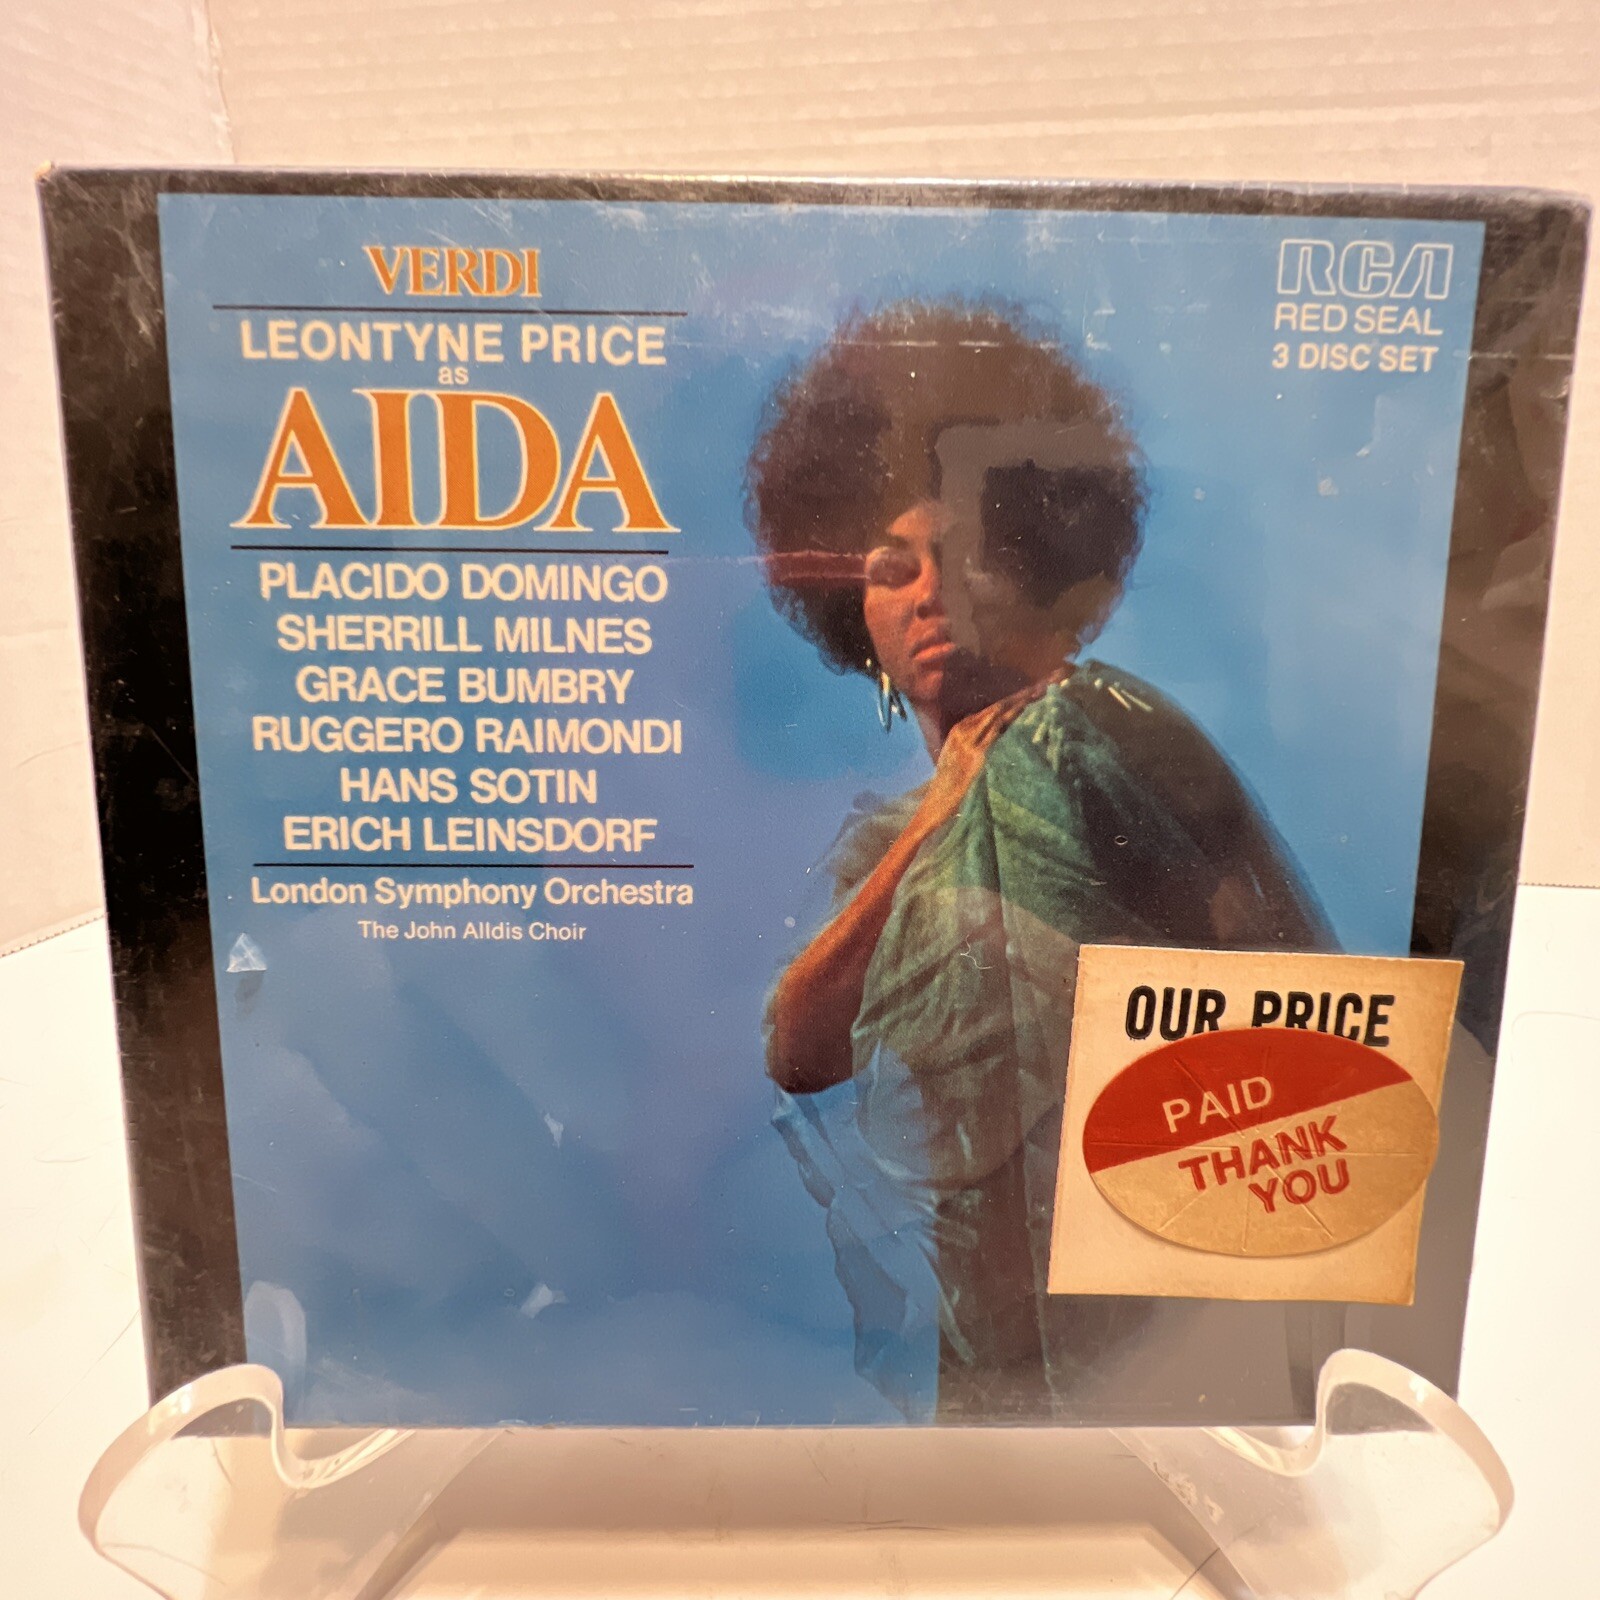 VERDI
LEONTYNE PRICE
as
AIDA
PLACIDO DOMINGO
SHERRILL MILNES
GRACE BUMBRY
RUGGERO RAIMONDI
HANS SOTIN
ERICH LEINSDORF
London Symphony Orchestra
The John Alldis Choir
RCA
RED SEAL
3 DISC SET
OUR PRICE
PAID
THANK
YOU